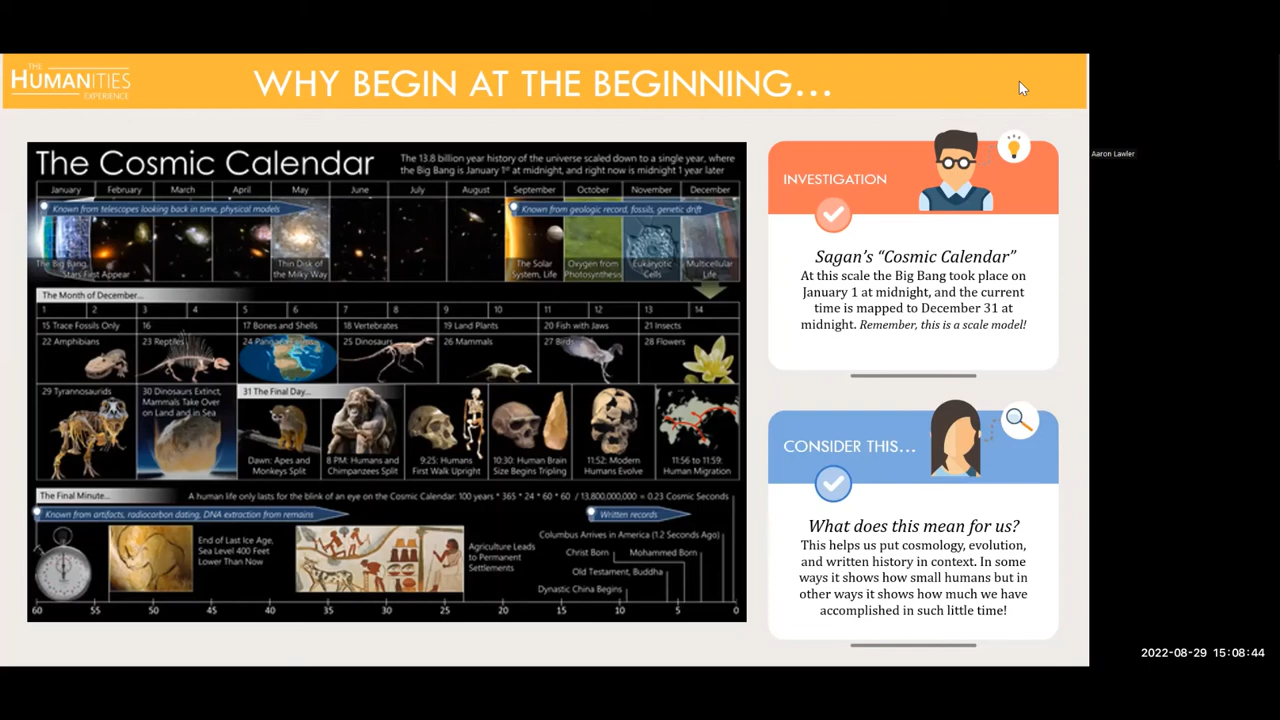 THE
HUMANITIES
EXPERIENCE
WHY BEGIN AT THE BEGINNING...
The Cosmic Calendar
The 13.8 billion year history of the universe scaled down to a single year, where
the Big Bang is January 1st at midnight, and right now is midnight 1 year later
January February March April May June July August September October November December
Known from telescopes looking back in time, physical models
Known from geologic record, fossils, genetic drift
The Big Bang,
Stars First Appear
Thin Disk of
the Milky Way
The Solar
System, Life
Oxygen from
Photosynthesis
Eukaryotic
Cells
Multicellular
Life
The Month of December...
1 2 3 4 5 6 7 8 9 10 11 12 13 14
15 Trace Fossils Only
16
17 Bones and Shells
18 Vertebrates
19 Land Plants
20 Fish with Jaws
21 Insects
22 Amphibians
23 Reptiles
24 Pangaea Forms
25 Dinosaurs
26 Mammals
27 Birds
28 Flowers
29 Tyrannosaurids
30 Dinosaurs Extinct,
Mammals Take Over
on Land and in Sea
31 The Final Day...
Dawn: Apes and
Monkeys Split
8 PM: Humans and
Chimpanzees Split
9:25: Humans
First Walk Upright
10:30: Human Brain
Size Begins Tripling
11:52: Modern
Humans Evolve
11:56 to 11:59:
Human Migration
The Final Minute...
A human life only lasts for the blink of an eye on the Cosmic Calendar: 100 years * 365 * 24 * 60 * 60 / 13,800,000,000 = 0.23 Cosmic Seconds
Known from artifacts, radiocarbon dating, DNA extraction from remains
Written records
End of Last Ice Age,
Sea Level 400 Feet
Lower Than Now
Agriculture Leads
to Permanent
Settlements
Columbus Arrives in America (1.2 Seconds Ago)
Christ Born
Mohammed Born
Old Testament, Buddha
Dynastic China Begins
60 55 50 45 40 35 30 25 20 15 10 5 0
INVESTIGATION
Sagan's "Cosmic Calendar"
At this scale the Big Bang took place on
January 1 at midnight, and the current
time is mapped to December 31 at
midnight. Remember, this is a scale model!
CONSIDER THIS...
What does this mean for us?
This helps us put cosmology, evolution,
and written history in context. In some
ways it shows how small humans but in
other ways it shows how much we have
accomplished in such little time!
Aaron Lawler
2022-08-29 15:08:44